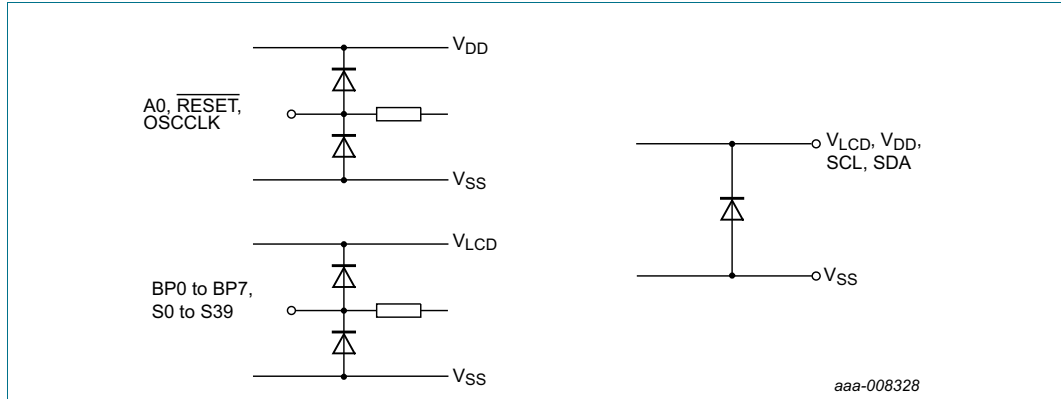 VDD
A0, RESET,
OSCCLK
VSS
VLCD
BP0 to BP7,
S0 to S39
VSS
VLCD, VDD,
SCL, SDA
VSS
aaa-008328